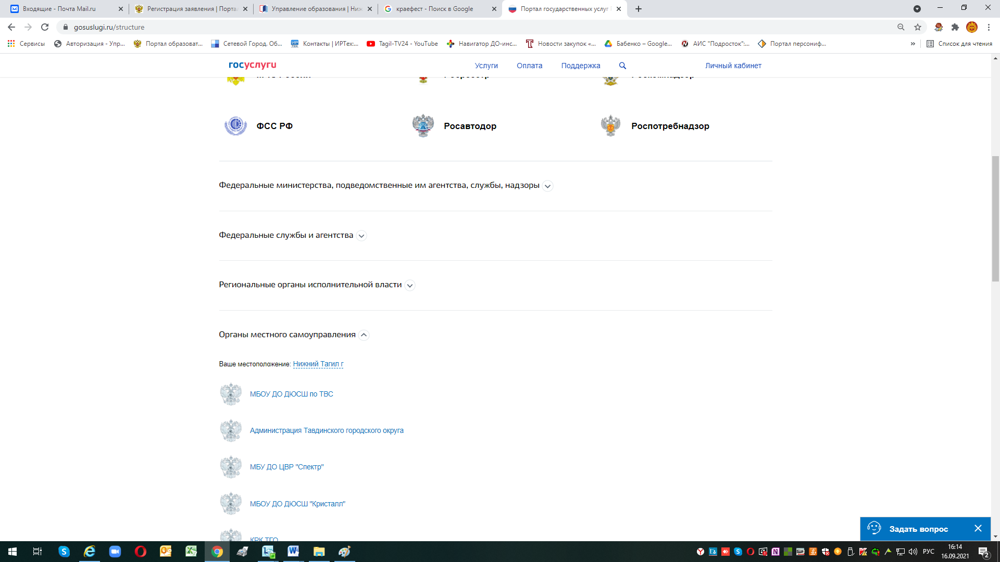 Входящие - Почта Mail.ru
Регистрация заявления | Порта
Управление образования | Ниж
краефест - Поиск в Google
Портал государственных услуг
gosuslugi.ru/structure
Сервисы
Авторизация - Упр...
Портал образоват...
Сетевой Город. Об...
Контакты | ИРТех:...
Tagil-TV24 - YouTube
Навигатор ДО-инс...
Новости закупок «...
Бабенко – Google...
АИС "Подросток":...
Портал персониф...
»
Список для чтения
госуслуги
Услуги
Оплата
Поддержка
Личный кабинет
ФСС РФ
Росавтодор
Роспотребнадзор
Федеральные министерства, подведомственные им агентства, службы, надзоры
Федеральные службы и агентства
Региональные органы исполнительной власти
Органы местного самоуправления
Ваше местоположение: Нижний Тагил г
МБОУ ДО ДЮСШ по ТВС
Администрация Тавдинского городского округа
МБУ ДО ЦВР "Спектр"
МБОУ ДО ДЮСШ "Кристалл"
КРК ТГО
Задать вопрос
РУС
16:14
16.09.2021
2